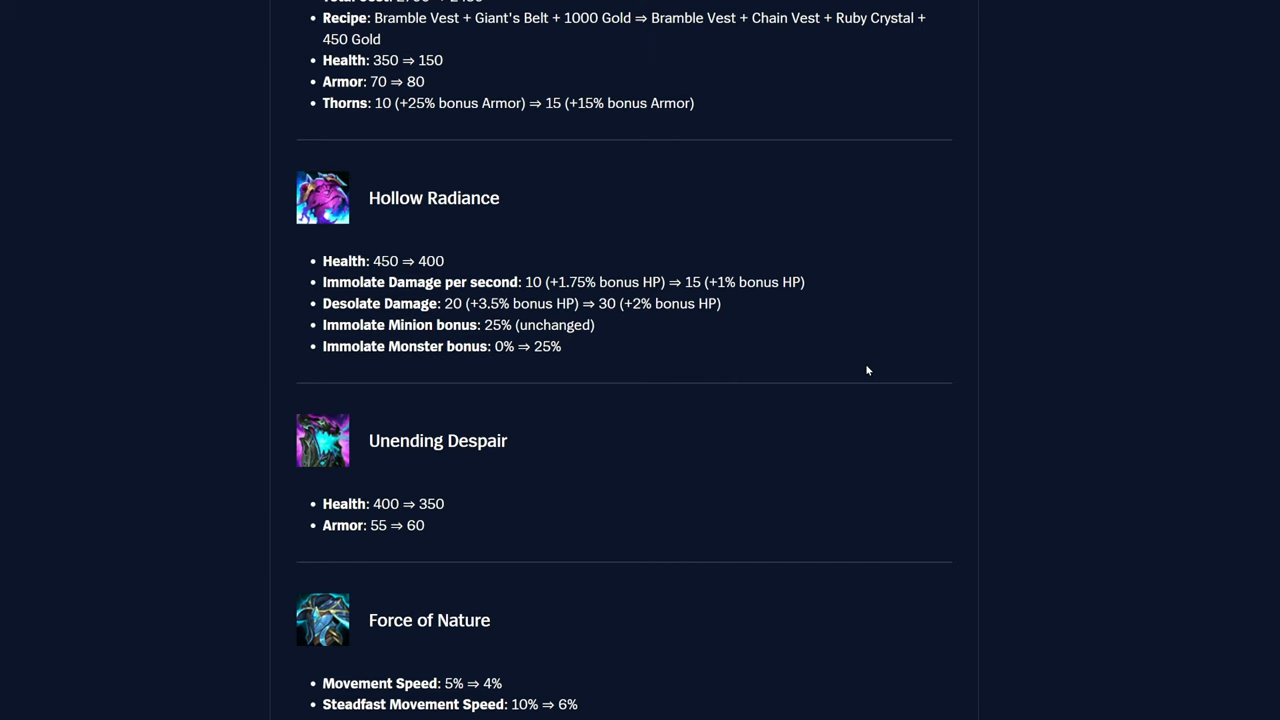 • Recipe: Bramble Vest + Giant's Belt + 1000 Gold ⇒ Bramble Vest + Chain Vest + Ruby Crystal +
450 Gold
• Health: 350 ⇒ 150
• Armor: 70 ⇒ 80
• Thorns: 10 (+25% bonus Armor) ⇒ 15 (+15% bonus Armor)
Hollow Radiance
• Health: 450 ⇒ 400
• Immolate Damage per second: 10 (+1.75% bonus HP) ⇒ 15 (+1% bonus HP)
• Desolate Damage: 20 (+3.5% bonus HP) ⇒ 30 (+2% bonus HP)
• Immolate Minion bonus: 25% (unchanged)
• Immolate Monster bonus: 0% ⇒ 25%
Unending Despair
• Health: 400 ⇒ 350
• Armor: 55 ⇒ 60
Force of Nature
• Movement Speed: 5% ⇒ 4%
• Steadfast Movement Speed: 10% ⇒ 6%